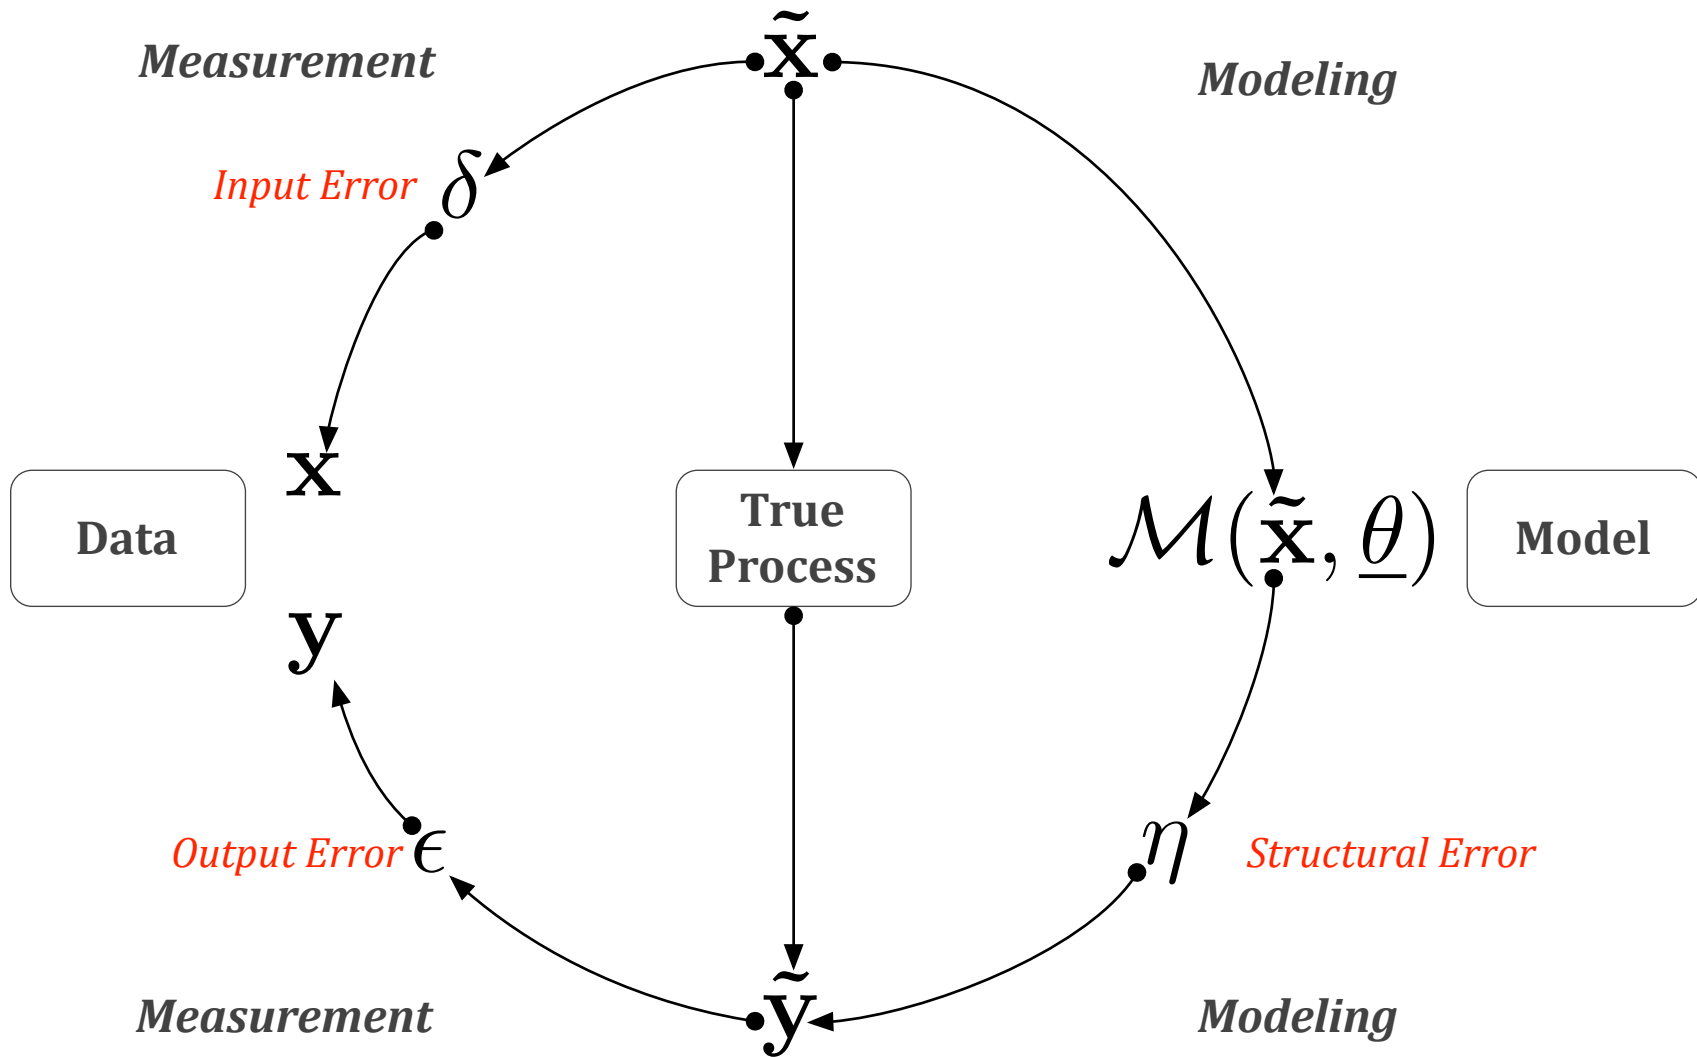 Measurement
x̃
Modeling
Input Error δ
x
Data
True
Process
M(x̃, θ)
Model
y
Output Error ϵ
η Structural Error
Measurement
ỹ
Modeling